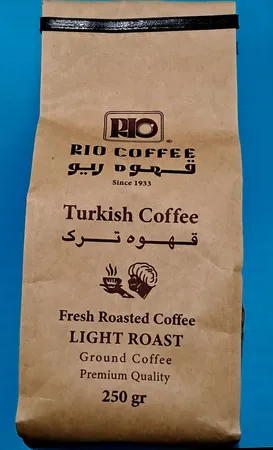 RIO
®
RIO COFFEE
قهوه ریو
Since 1933
Turkish Coffee
قهوه ترک
Fresh Roasted Coffee
LIGHT ROAST
Ground Coffee
Premium Quality
250 gr